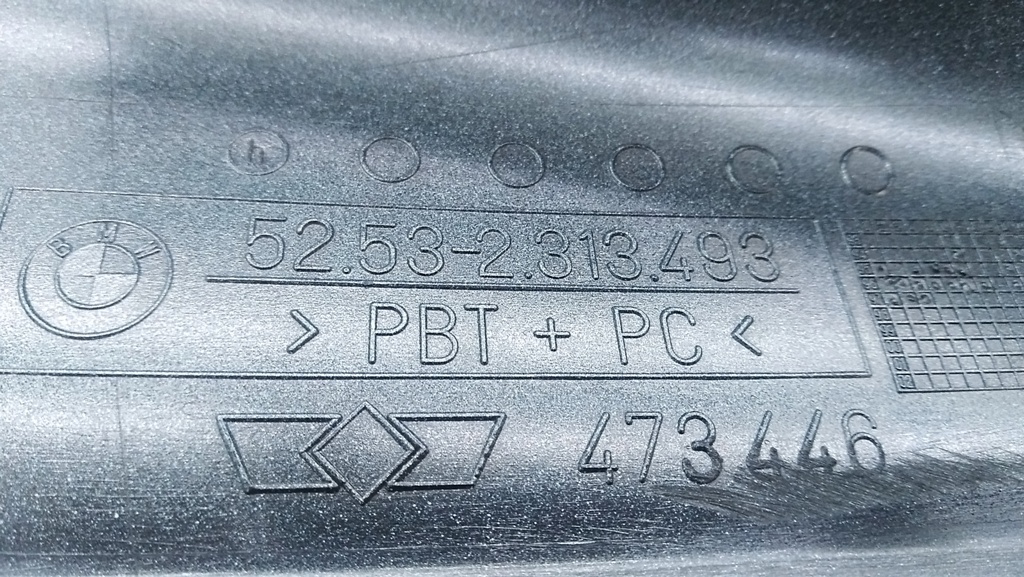 h
BMW
52.53-2.313.493
>PBT + PC<
473446